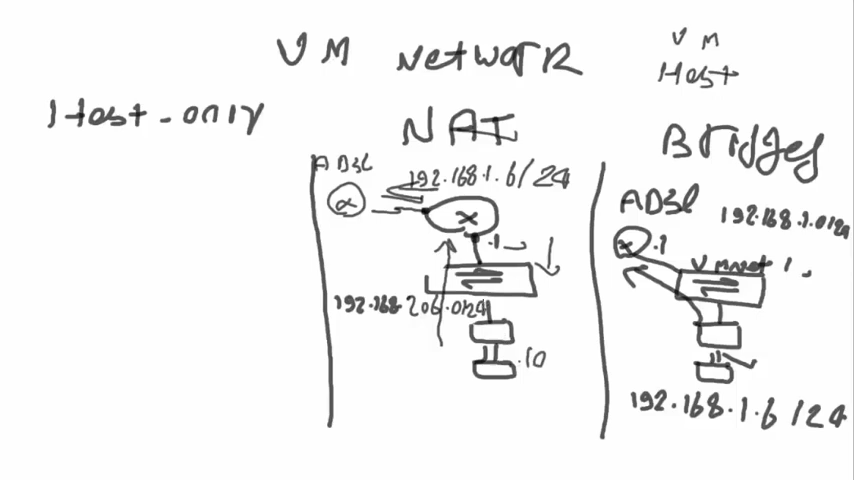 VM Network
VM
Host
Host-only
NAT
Bridged
ADSL
192.168.1.6/24
.1
192.168.206.0/24
.10
ADSL
192.168.1.0/24
.1
VMnet 1
192.168.1.6/24